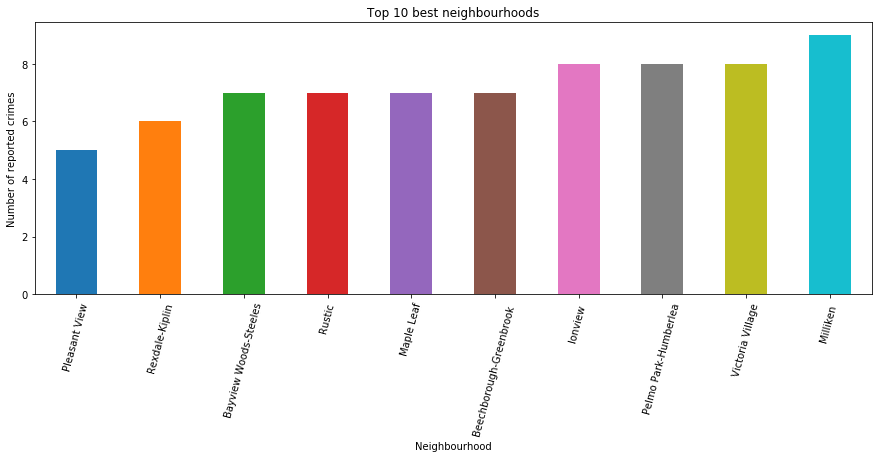 Top 10 best neighbourhoods
Number of reported crimes
8
6
4
2
0
Pleasant View
Rexdale-Kiplin
Bayview Woods-Steeles
Rustic
Maple Leaf
Beechborough-Greenbrook
Ionview
Pelmo Park-Humberlea
Victoria Village
Milliken
Neighbourhood